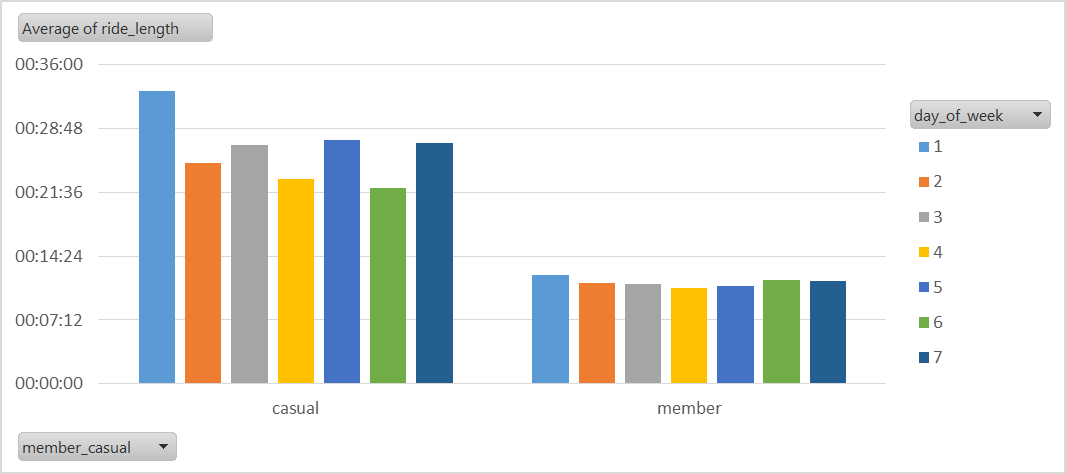 Average of ride_length
00:36:00
00:28:48
00:21:36
00:14:24
00:07:12
00:00:00
casual
member
day_of_week
1
2
3
4
5
6
7
member_casual